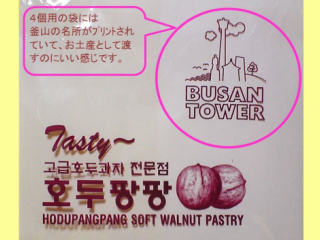 4個用の袋には
釜山の名所がプリントされ
ていて、お土産として渡
すのにいい感じです。
BUSAN
TOWER
Tasty~
고급호두과자 전문점
호두팡팡
HODUPANGPANG SOFT WALNUT PASTRY